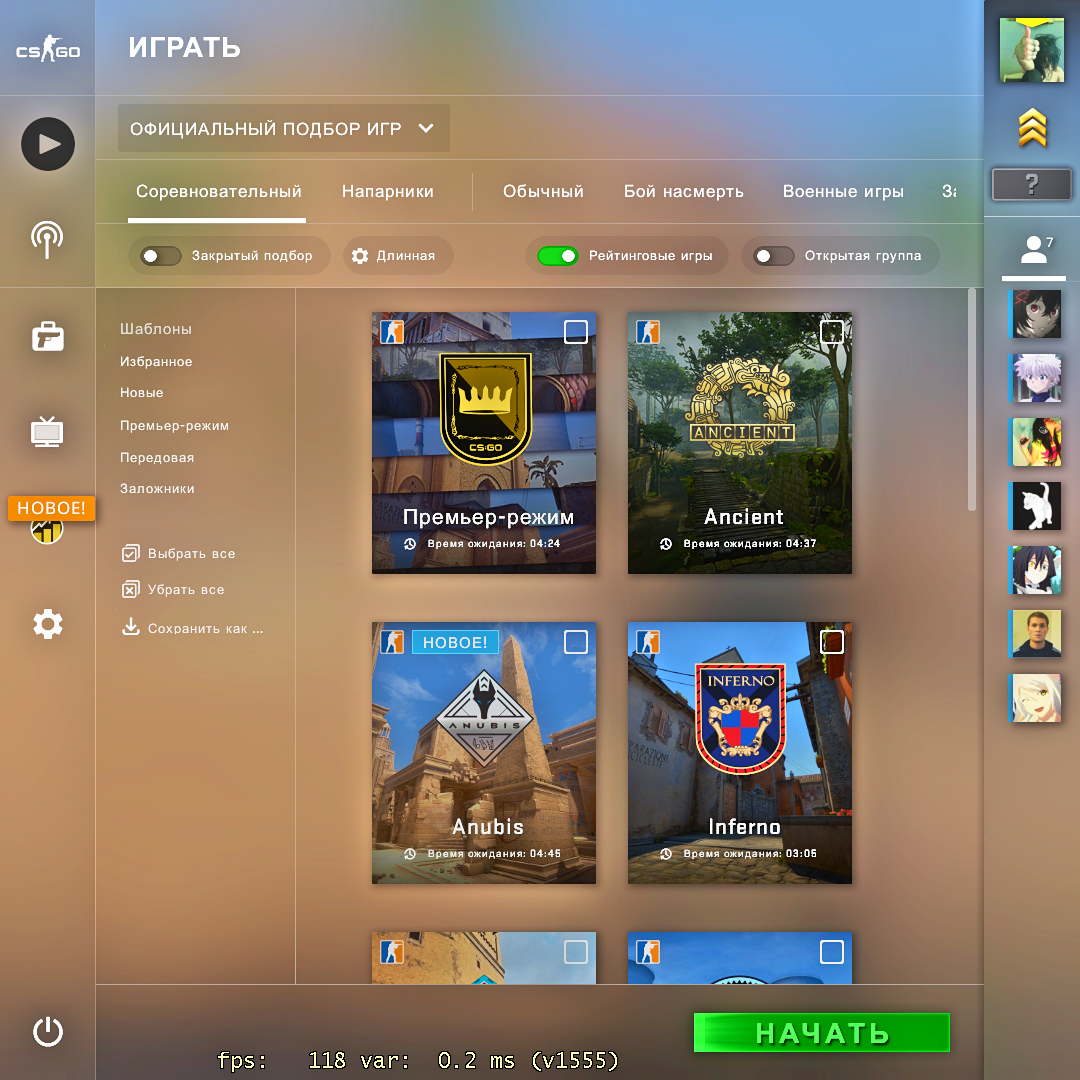 CS GO
ИГРАТЬ
ОФИЦИАЛЬНЫЙ ПОДБОР ИГР
Соревновательный Напарники Обычный Бой насмерть Военные игры
Закрытый подбор Длинная Рейтинговые игры Открытая группа
?
7
Шаблоны
Избранное
Новые
Премьер-режим
Передовая
Заложники
НОВОЕ!
Выбрать все
Убрать все
Сохранить как ...
CS:GO
Премьер-режим
Время ожидания: 04:24
ANCIENT
Ancient
Время ожидания: 04:37
НОВОЕ!
ANUBIS
Anubis
Время ожидания: 04:45
INFERNO
Inferno
Время ожидания: 03:05
НАЧАТЬ
fps: 118 var: 0.2 ms (v1555)